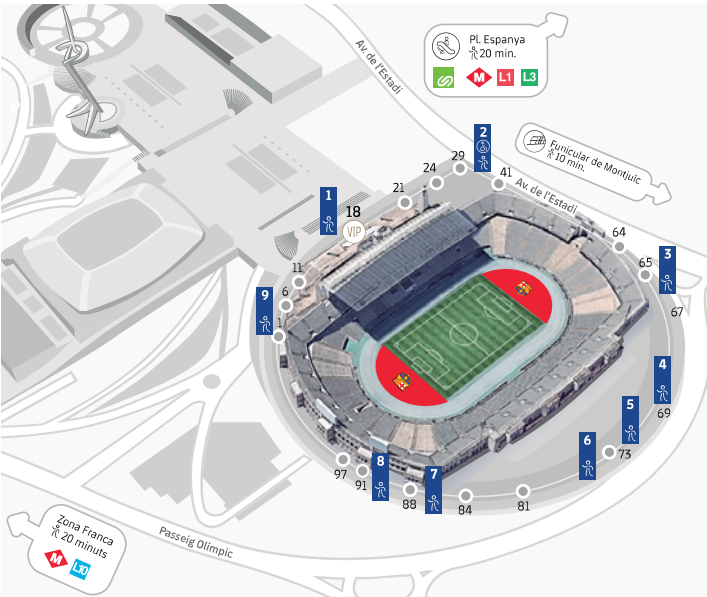 Pl. Espanya
20 min.
M L1 L3
Av. de l'Estadi
Funicular de Montjuïc
10 min.
Av. de l'Estadi
2
29
24
41
21
1
18
VIP
64
65
3
11
6
9
1
67
4
69
5
6
73
97
91
8
7
88
84
81
Zona Franca
20 minuts
M L10
Passeig Olímpic